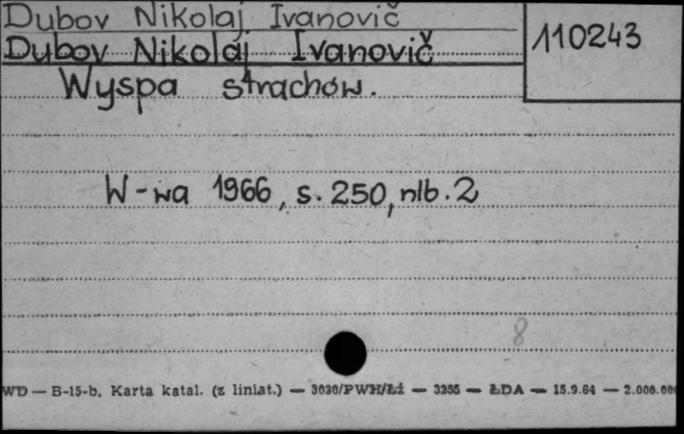 Dubov Nikolaj Ivanovič
110243
Dubov Nikolaj Ivanovič
Wyspa strachów.
W-wa 1966, s. 250, nlb. 2
8
WD — B-15-b. Karta katal. (z liniat.) — 3030/PWH/Łź — 3255 — ŁDA — 15.9.64 — 2.000.000